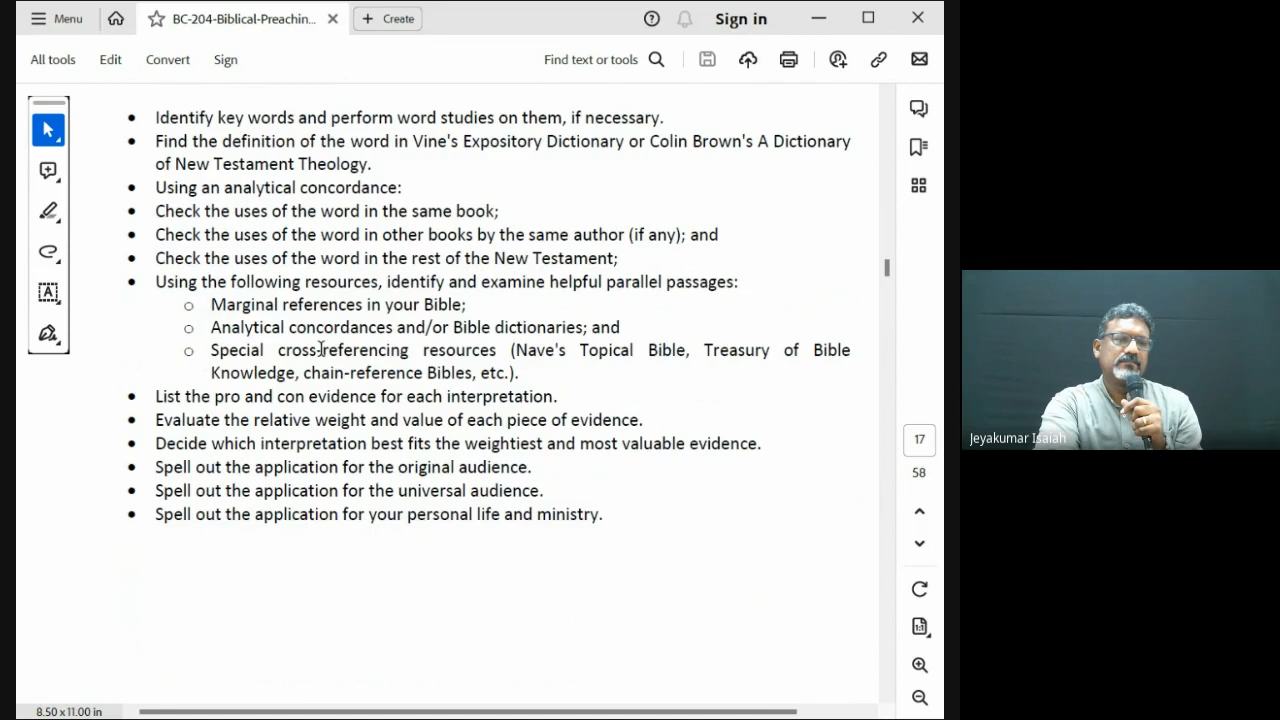 Menu
BC-204-Biblical-Preachin...
Create
Sign in
All tools
Edit
Convert
Sign
Find text or tools
• Identify key words and perform word studies on them, if necessary.
• Find the definition of the word in Vine's Expository Dictionary or Colin Brown's A Dictionary
of New Testament Theology.
• Using an analytical concordance:
• Check the uses of the word in the same book;
• Check the uses of the word in other books by the same author (if any); and
• Check the uses of the word in the rest of the New Testament;
• Using the following resources, identify and examine helpful parallel passages:
o Marginal references in your Bible;
o Analytical concordances and/or Bible dictionaries; and
o Special cross-referencing resources (Nave's Topical Bible, Treasury of Bible
Knowledge, chain-reference Bibles, etc.).
• List the pro and con evidence for each interpretation.
• Evaluate the relative weight and value of each piece of evidence.
• Decide which interpretation best fits the weightiest and most valuable evidence.
• Spell out the application for the original audience.
• Spell out the application for the universal audience.
• Spell out the application for your personal life and ministry.
17
58
8.50 x 11.00 in
Jeyakumar Isaiah